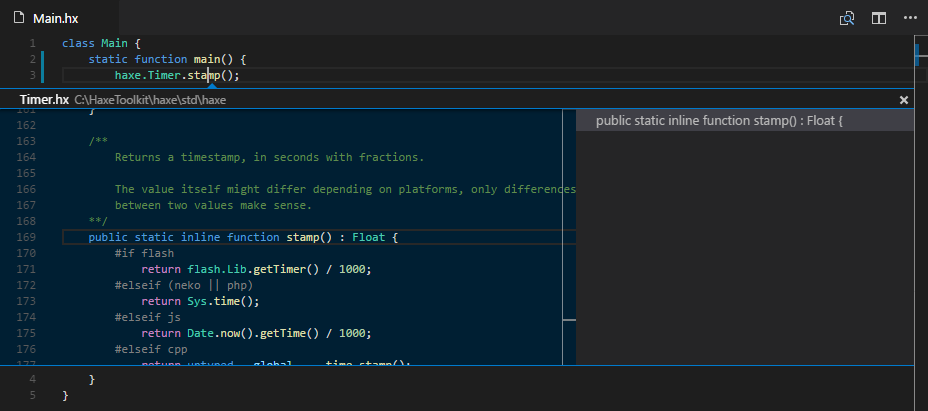 Main.hx
1 class Main {
2 static function main() {
3 haxe.Timer.stamp();
Timer.hx C:\HaxeToolkit\haxe\std\haxe
161 }
162
163 /**
164 Returns a timestamp, in seconds with fractions.
165
166 The value itself might differ depending on platforms, only differences
167 between two values make sense.
168 **/
169 public static inline function stamp() : Float {
170 #if flash
171 return flash.Lib.getTimer() / 1000;
172 #elseif (neko || php)
173 return Sys.time();
174 #elseif js
175 return Date.now().getTime() / 1000;
176 #elseif cpp
177 return untyped __global__.__time_stamp();
public static inline function stamp() : Float {
4 }
5 }